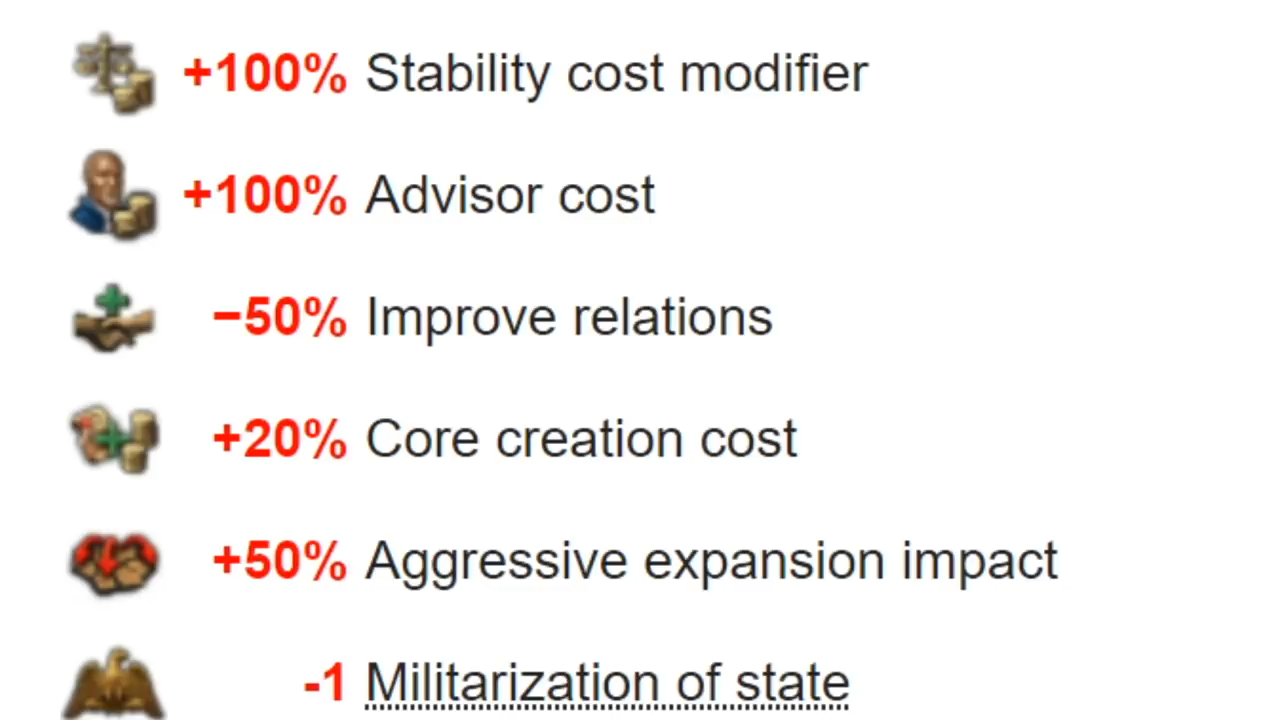 +100% Stability cost modifier
+100% Advisor cost
−50% Improve relations
+20% Core creation cost
+50% Aggressive expansion impact
-1 Militarization of state